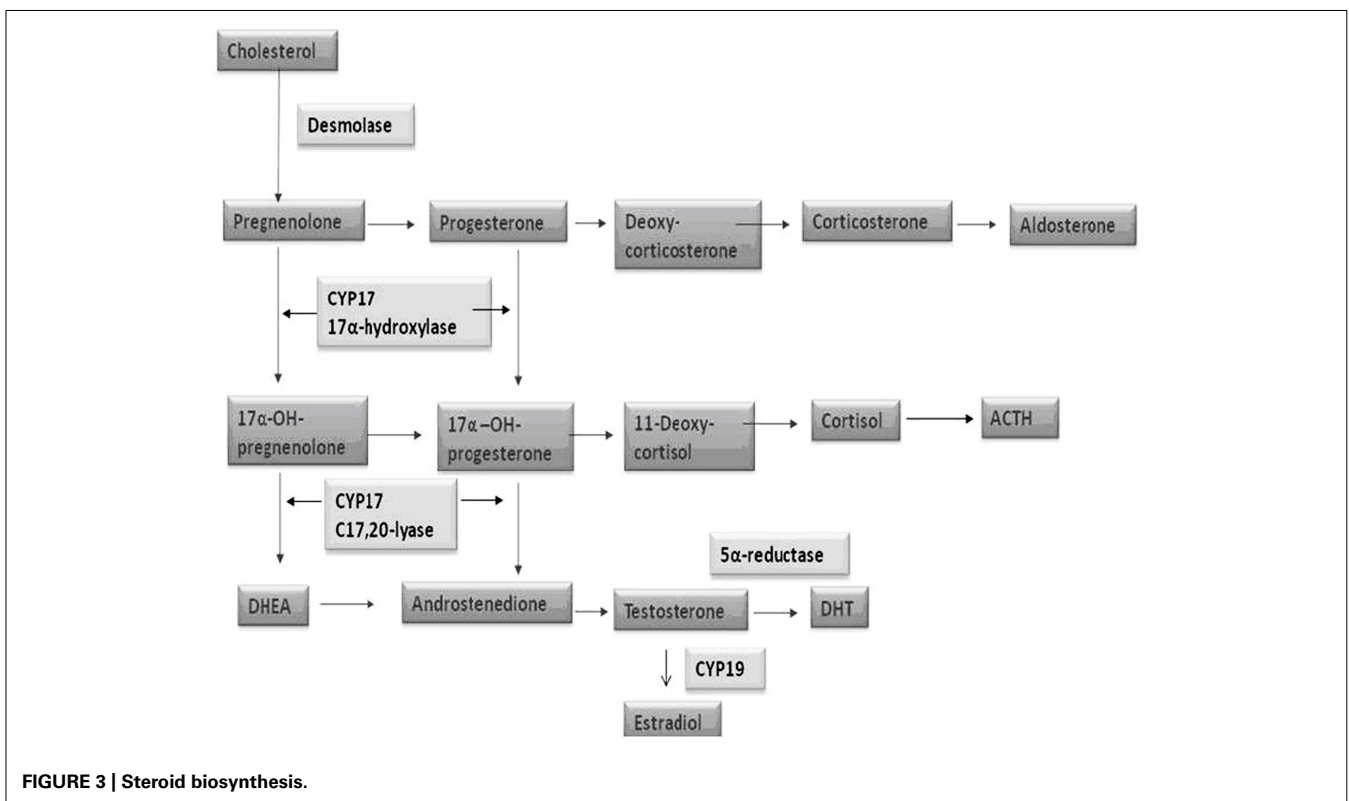 Cholesterol
Desmolase
Pregnenolone
Progesterone
Deoxy-
corticosterone
Corticosterone
Aldosterone
CYP17
17α-hydroxylase
17α-OH-
pregnenolone
17α–OH-
progesterone
11-Deoxy-
cortisol
Cortisol
ACTH
CYP17
C17,20-lyase
5α-reductase
DHEA
Androstenedione
Testosterone
DHT
CYP19
Estradiol
FIGURE 3 | Steroid biosynthesis.